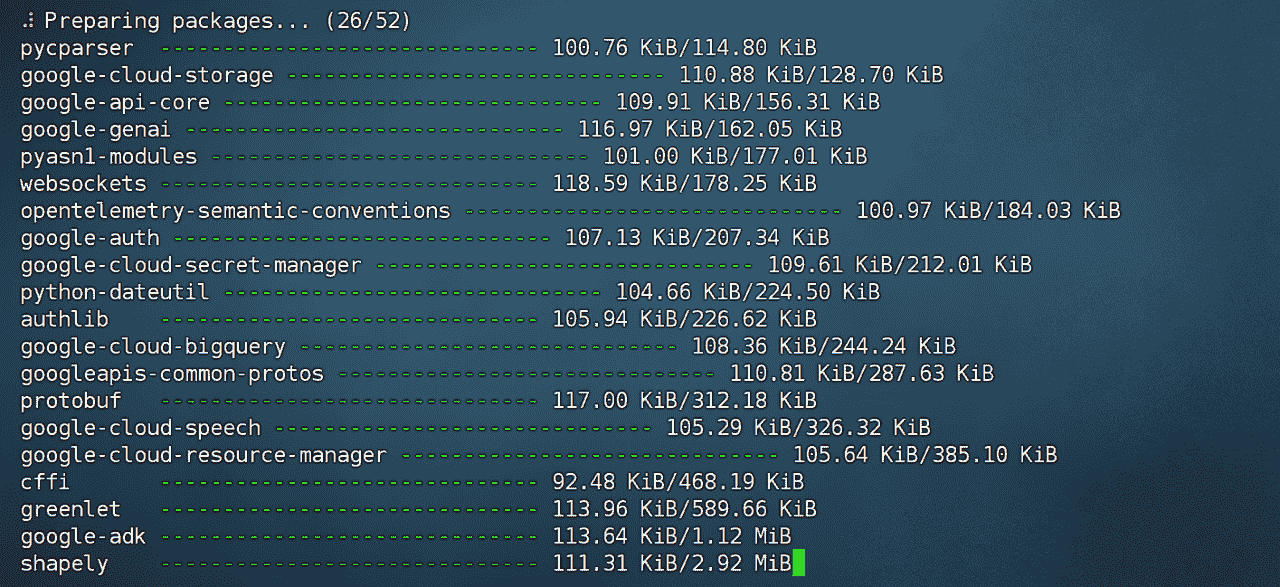 ⠼ Preparing packages... (26/52)
pycparser  ------------------------------ 100.76 KiB/114.80 KiB
google-cloud-storage ------------------------------ 110.88 KiB/128.70 KiB
google-api-core ------------------------------ 109.91 KiB/156.31 KiB
google-genai ------------------------------ 116.97 KiB/162.05 KiB
pyasn1-modules ------------------------------ 101.00 KiB/177.01 KiB
websockets ------------------------------ 118.59 KiB/178.25 KiB
opentelemetry-semantic-conventions ------------------------------ 100.97 KiB/184.03 KiB
google-auth ------------------------------ 107.13 KiB/207.34 KiB
google-cloud-secret-manager ------------------------------ 109.61 KiB/212.01 KiB
python-dateutil ------------------------------ 104.66 KiB/224.50 KiB
authlib    ------------------------------ 105.94 KiB/226.62 KiB
google-cloud-bigquery ------------------------------ 108.36 KiB/244.24 KiB
googleapis-common-protos ------------------------------ 110.81 KiB/287.63 KiB
protobuf   ------------------------------ 117.00 KiB/312.18 KiB
google-cloud-speech ------------------------------ 105.29 KiB/326.32 KiB
google-cloud-resource-manager ------------------------------ 105.64 KiB/385.10 KiB
cffi       ------------------------------ 92.48 KiB/468.19 KiB
greenlet   ------------------------------ 113.96 KiB/589.66 KiB
google-adk ------------------------------ 113.64 KiB/1.12 MiB
shapely    ------------------------------ 111.31 KiB/2.92 MiB